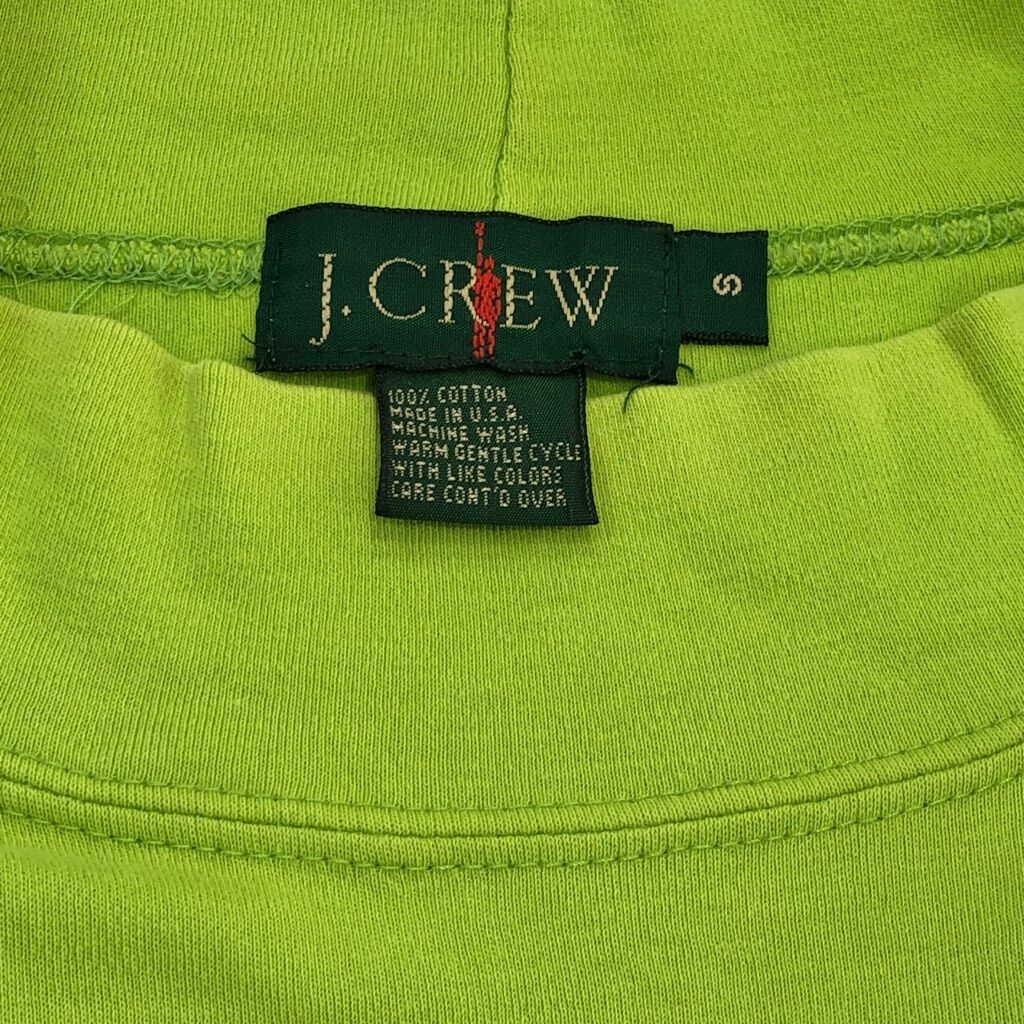 J. CREW
S
100% COTTON
MADE IN U.S.A.
MACHINE WASH
WARM GENTLE CYCLE
WITH LIKE COLORS
CARE CONT'D OVER